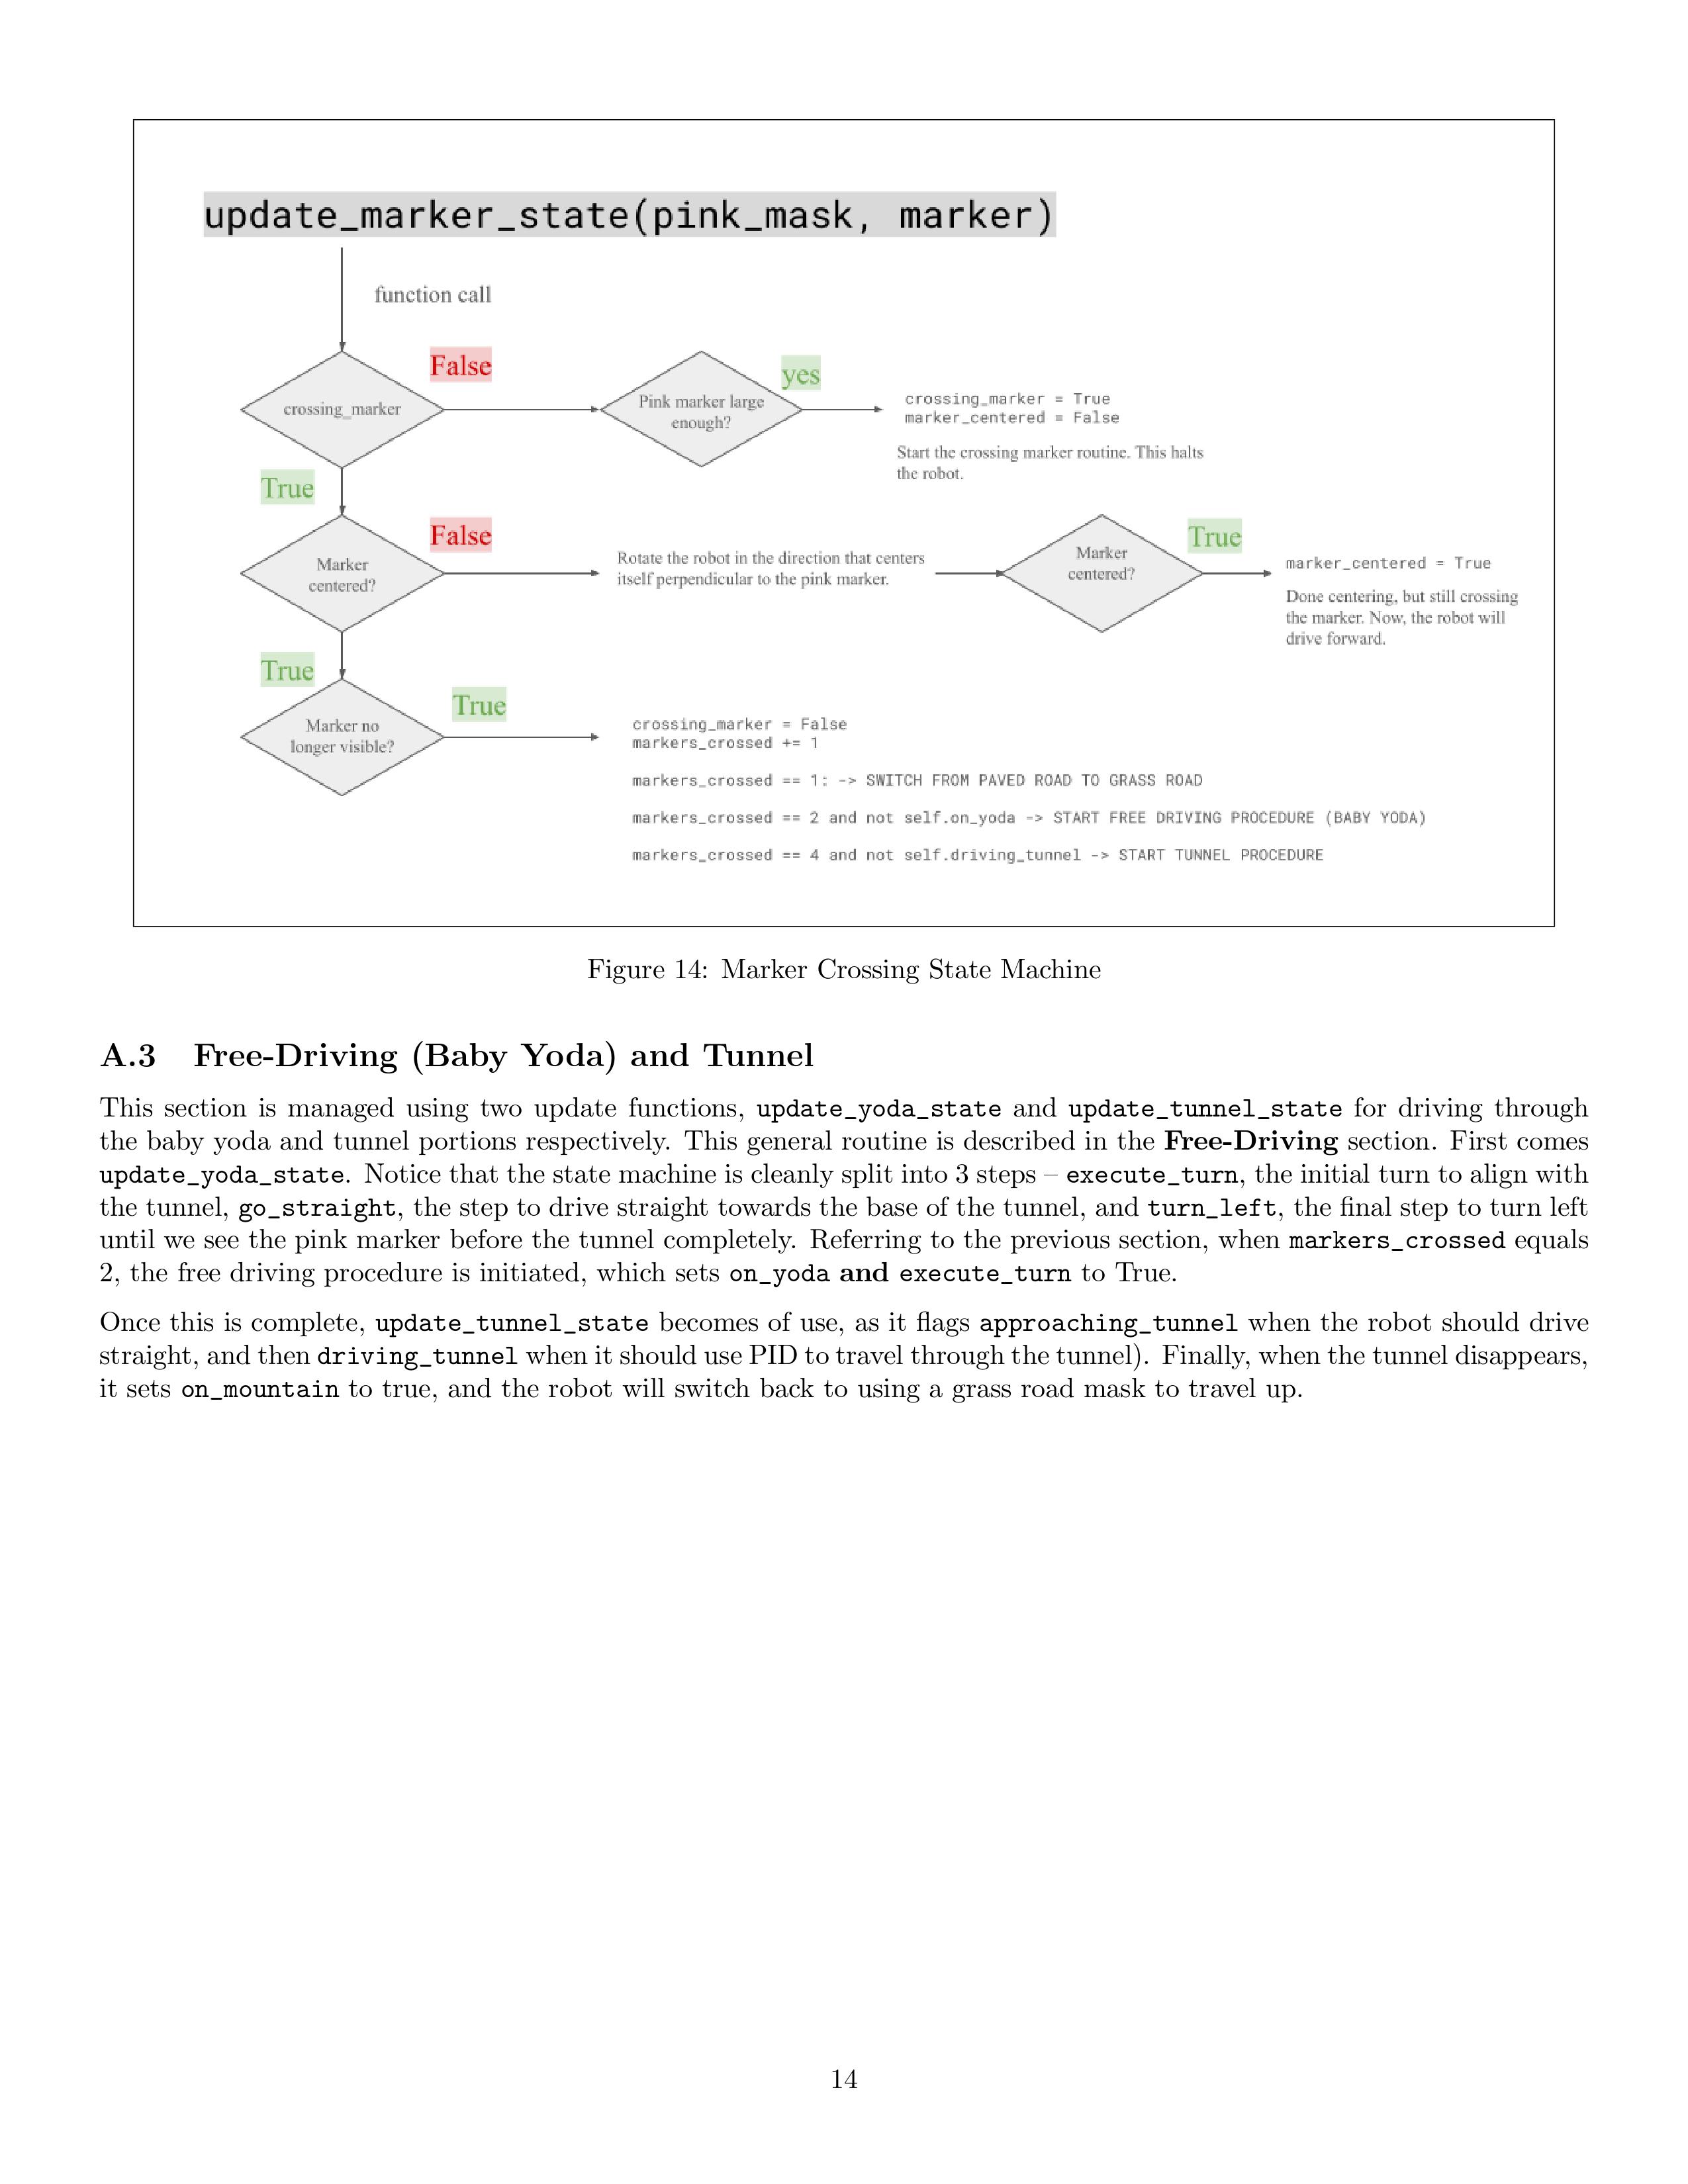 update_marker_state(pink_mask, marker)
function call
crossing_marker
False
Pink marker large
enough?
yes
crossing_marker = True
marker_centered = False
Start the crossing marker routine. This halts
the robot.
True
Marker
centered?
False
Rotate the robot in the direction that centers
itself perpendicular to the pink marker.
Marker
centered?
True
marker_centered = True
Done centering, but still crossing
the marker. Now, the robot will
drive forward.
True
Marker no
longer visible?
True
crossing_marker = False
markers_crossed += 1
markers_crossed == 1: -> SWITCH FROM PAVED ROAD TO GRASS ROAD
markers_crossed == 2 and not self.on_yoda -> START FREE DRIVING PROCEDURE (BABY YODA)
markers_crossed == 4 and not self.driving_tunnel -> START TUNNEL PROCEDURE
Figure 14: Marker Crossing State Machine
A.3 Free-Driving (Baby Yoda) and Tunnel
This section is managed using two update functions, update_yoda_state and update_tunnel_state for driving through
the baby yoda and tunnel portions respectively. This general routine is described in the Free-Driving section. First comes
update_yoda_state. Notice that the state machine is cleanly split into 3 steps – execute_turn, the initial turn to align with
the tunnel, go_straight, the step to drive straight towards the base of the tunnel, and turn_left, the final step to turn left
until we see the pink marker before the tunnel completely. Referring to the previous section, when markers_crossed equals
2, the free driving procedure is initiated, which sets on_yoda and execute_turn to True.
Once this is complete, update_tunnel_state becomes of use, as it flags approaching_tunnel when the robot should drive
straight, and then driving_tunnel when it should use PID to travel through the tunnel). Finally, when the tunnel disappears,
it sets on_mountain to true, and the robot will switch back to using a grass road mask to travel up.
14